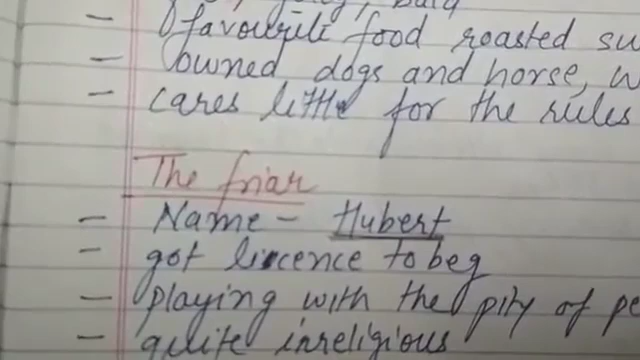 - favourite food roasted
- owned dogs and horse,
- cares little for the rules
The friar
- Name - Hubert
- got licence to beg
- playing with the pity of
- quite irreligious